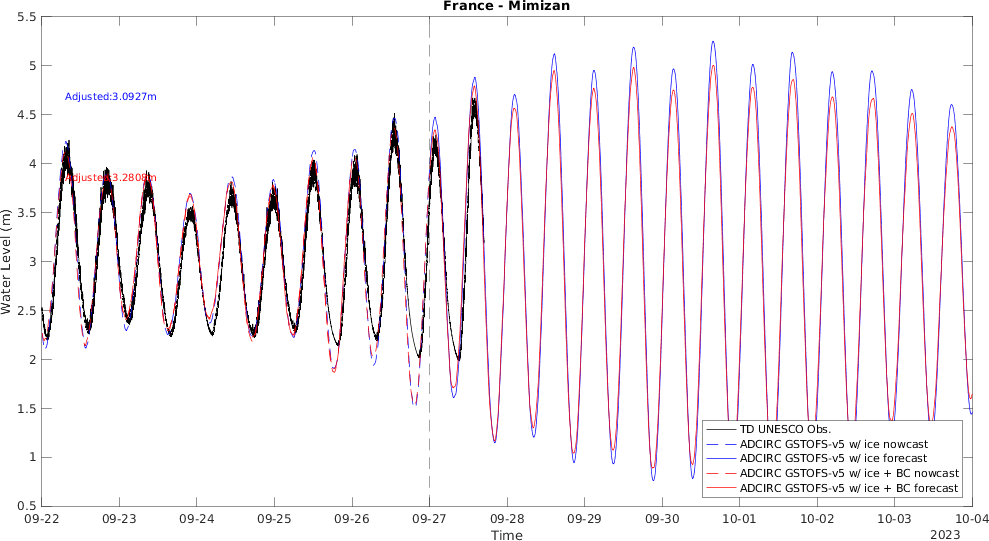 France - Mimizan
5.5
5
4.5
4
3.5
3
2.5
2
1.5
1
0.5
Water Level (m)
Adjusted:3.0927m
Adjusted:3.2808m
TD UNESCO Obs.
ADCIRC GSTOFS-v5 w/ ice nowcast
ADCIRC GSTOFS-v5 w/ ice forecast
ADCIRC GSTOFS-v5 w/ ice + BC nowcast
ADCIRC GSTOFS-v5 w/ ice + BC forecast
09-22 09-23 09-24 09-25 09-26 09-27 09-28 09-29 09-30 10-01 10-02 10-03 10-04
Time
2023